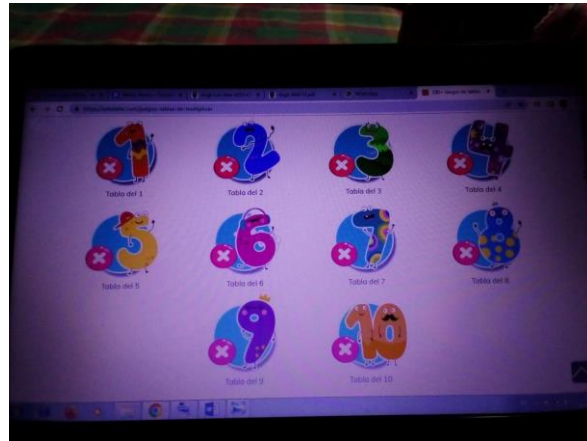 Tabla del 1
Tabla del 2
Tabla del 3
Tabla del 4
Tabla del 5
Tabla del 6
Tabla del 7
Tabla del 8
Tabla del 9
Tabla del 10